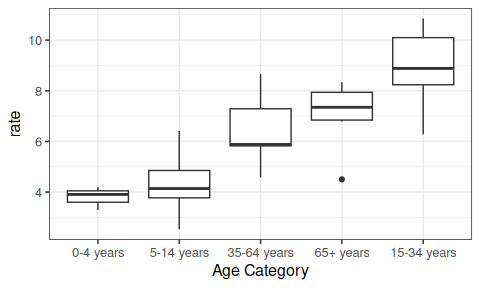 rate
10
8
6
4
0-4 years
5-14 years
35-64 years
65+ years
15-34 years
Age Category